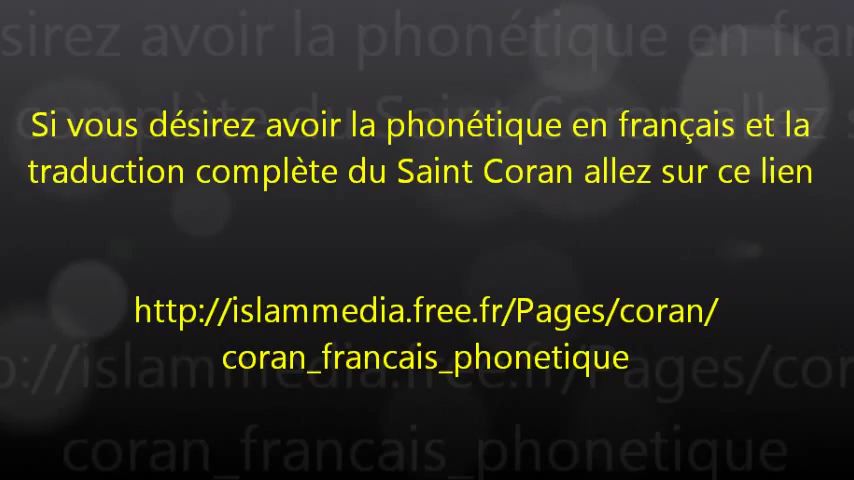 Si vous désirez avoir la phonétique en français et la
traduction complète du Saint Coran allez sur ce lien
http://islammedia.free.fr/Pages/coran/
coran_francais_phonetique